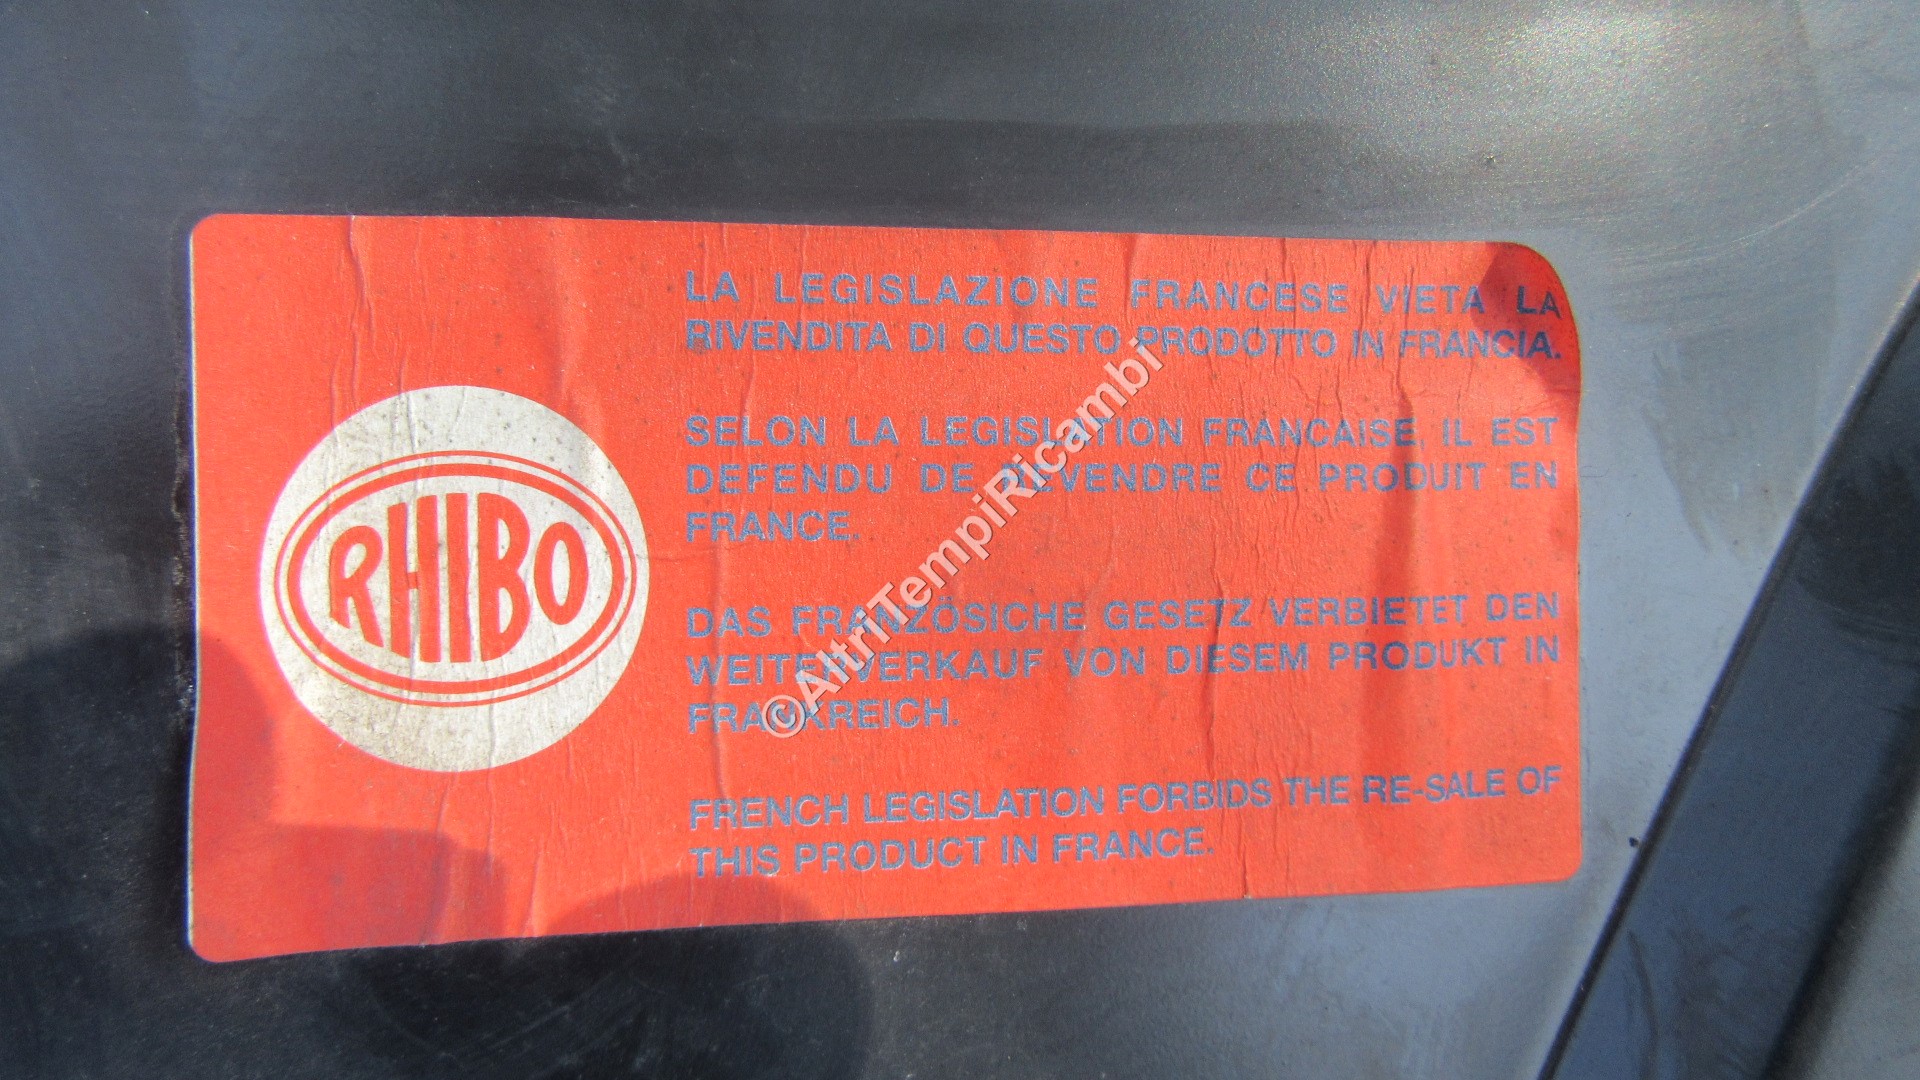 RHIBO
LA LEGISLAZIONE FRANCESE VIETA LA
RIVENDITA DI QUESTO PRODOTTO IN FRANCIA.
SELON LA LEGISLATION FRANCAISE, IL EST
DEFENDU DE REVENDRE CE PRODUIT EN
FRANCE.
DAS FRANZÖSICHE GESETZ VERBIETET DEN
WEITERVERKAUF VON DIESEM PRODUKT IN
FRANKREICH.
FRENCH LEGISLATION FORBIDS THE RE-SALE OF
THIS PRODUCT IN FRANCE.
©AltriTempiRicambi